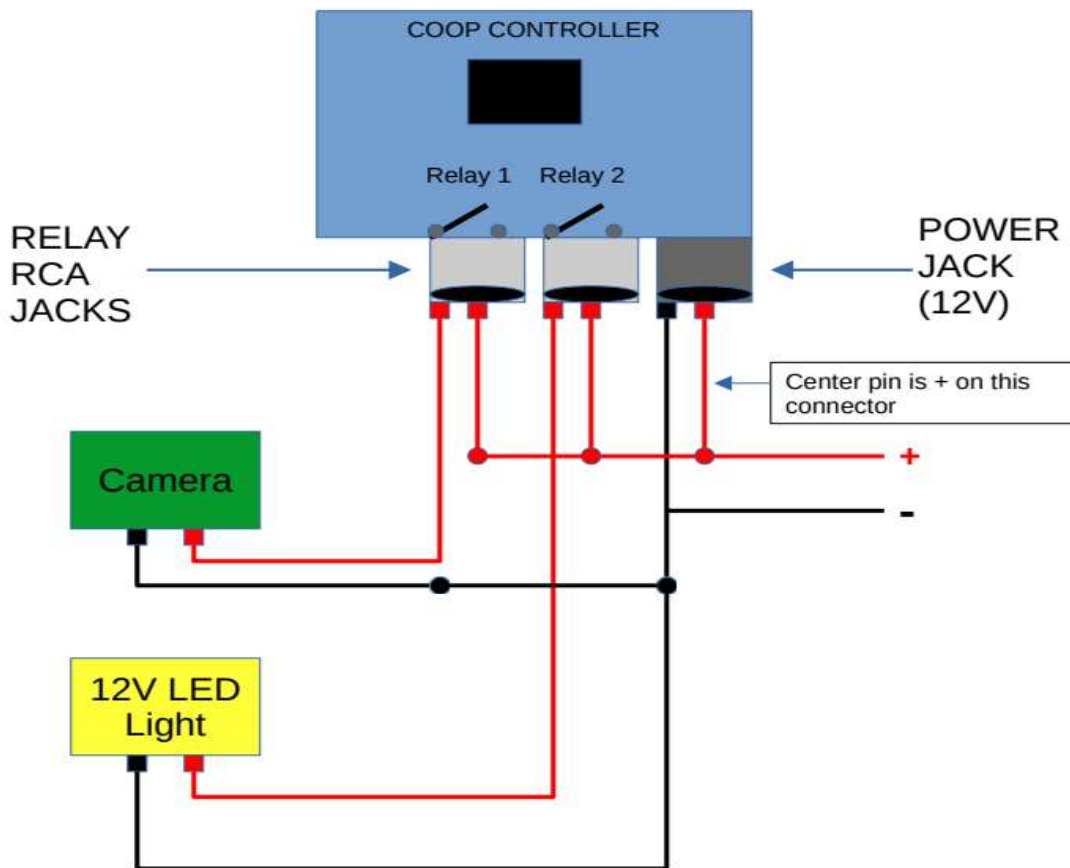 COOP CONTROLLER
Relay 1
Relay 2
RELAY
RCA
JACKS
POWER
JACK
(12V)
Center pin is + on this
connector
+
-
Camera
12V LED
Light